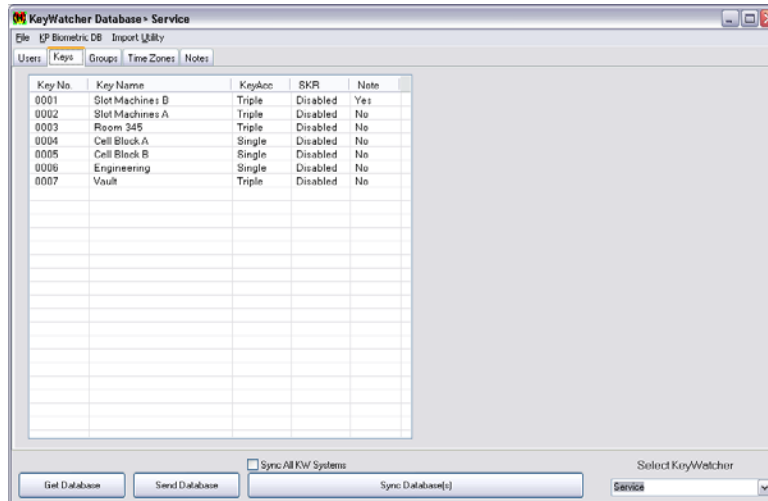 KeyWatcher Database> Service
File KP Biometric DB Import Utility
Users Keys Groups Time Zones Notes
Key No. Key Name KeyAcc SKR Note
0001 Slot Machines B Triple Disabled Yes
0002 Slot Machines A Triple Disabled No
0003 Room 345 Triple Disabled No
0004 Cell Block A Single Disabled No
0005 Cell Block B Single Disabled No
0006 Engineering Single Disabled No
0007 Vault Triple Disabled No
Sync All KW Systems
Select KeyWatcher
Get Database Send Database Sync Database(s) Service